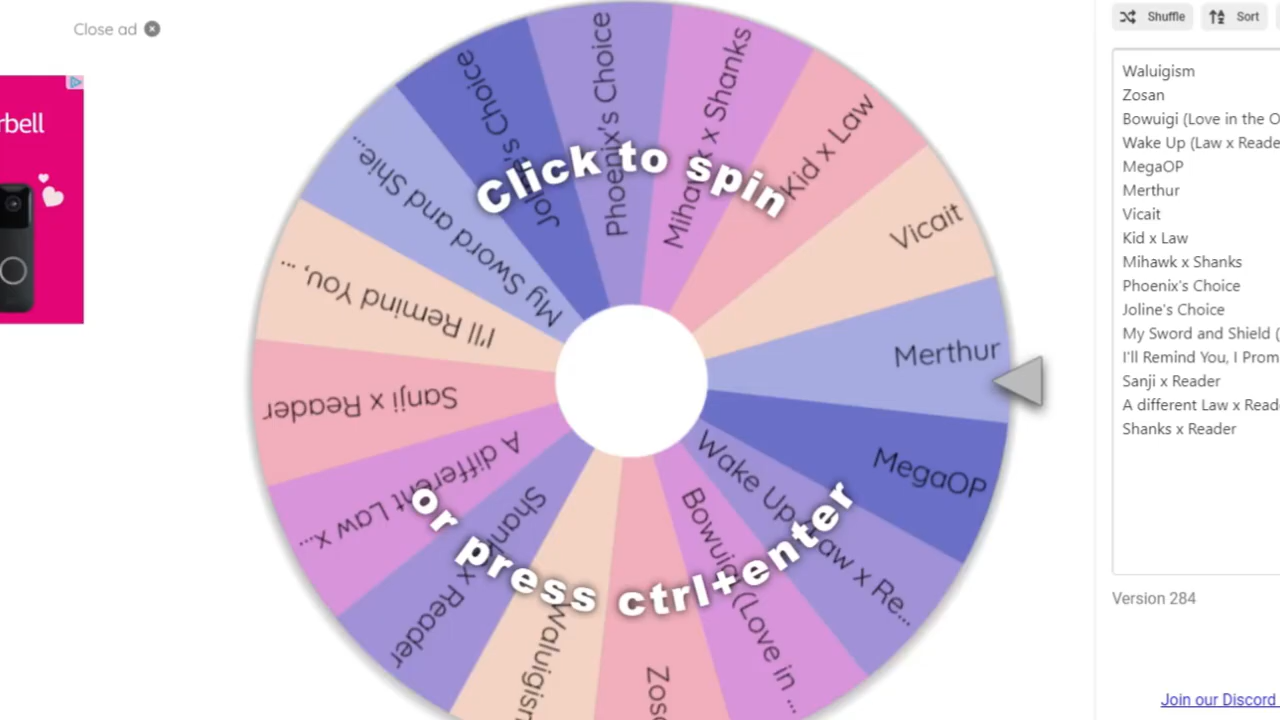 Close ad
rbell
Click to spin
or press ctrl+enter
Joline's Choice
Phoenix's Choice
Mihawk x Shanks
Kid x Law
Vicait
Merthur
MegaOP
Wake Up (Law x Re...
Bowuigi (Love in ...
Zosa
Waluigism
Shanks x Reader
A different Law x...
Sanji x Reader
I'll Remind You, ...
My Sword and Shie...
Shuffle
Sort
Waluigism
Zosan
Bowuigi (Love in the O
Wake Up (Law x Reade
MegaOP
Merthur
Vicait
Kid x Law
Mihawk x Shanks
Phoenix's Choice
Joline's Choice
My Sword and Shield (
I'll Remind You, I Prom
Sanji x Reader
A different Law x Read
Shanks x Reader
Version 284
Join our Discord